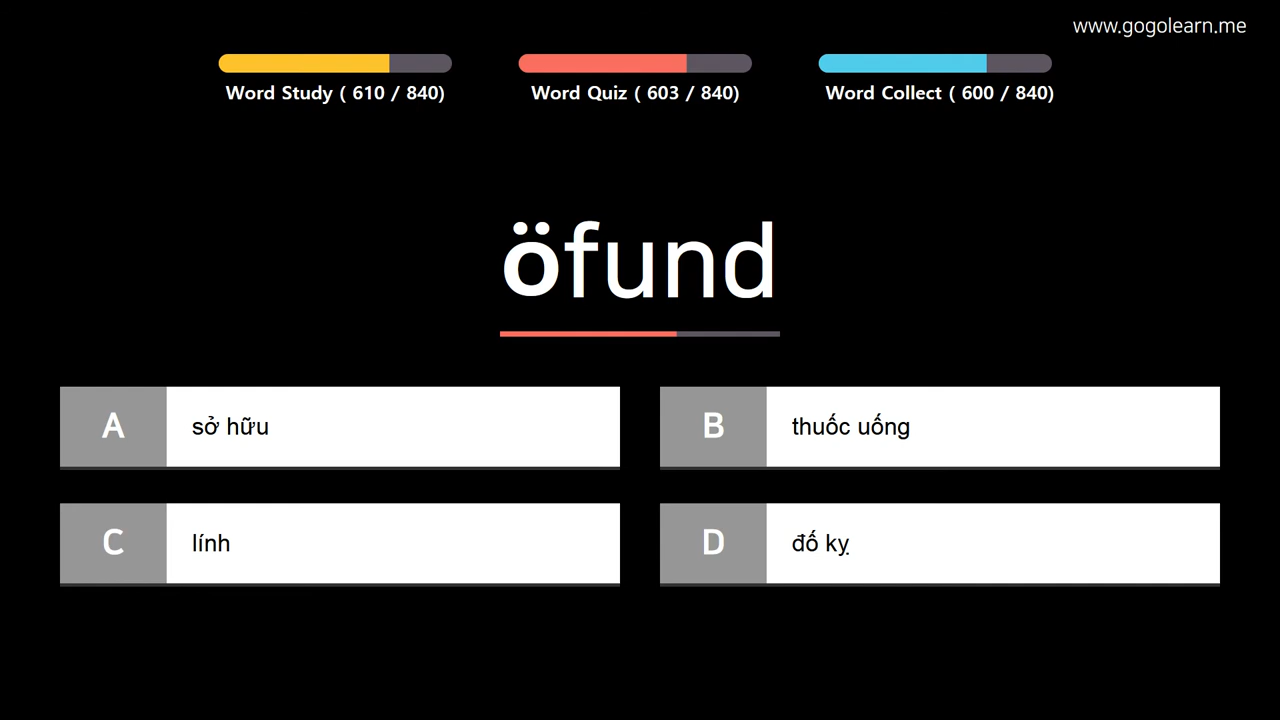 www.gogolearn.me
Word Study ( 610 / 840)
Word Quiz ( 603 / 840)
Word Collect ( 600 / 840)
öfund
A sở hữu
B thuốc uống
C lính
D đố kỵ